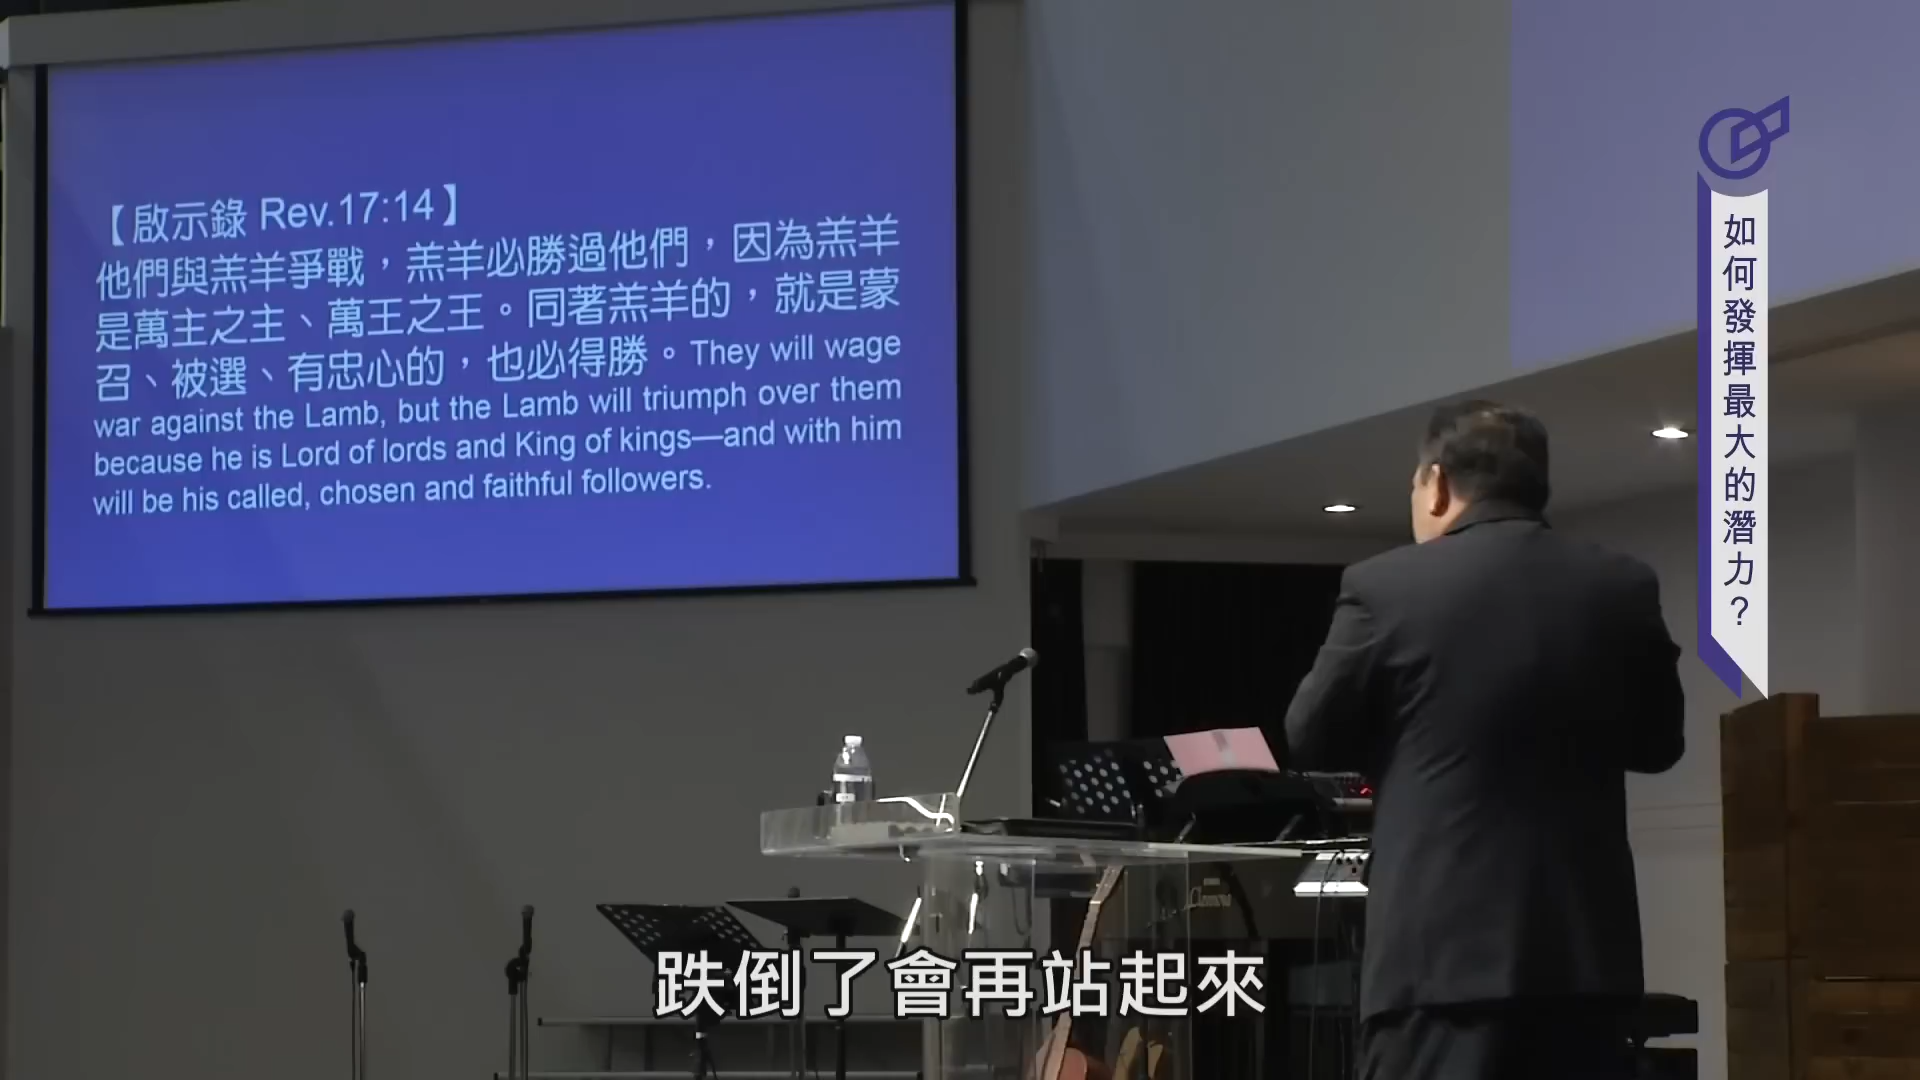 【啟示錄 Rev.17:14】
他們與羔羊爭戰，羔羊必勝過他們，因為羔羊
是萬主之主、萬王之王。同著羔羊的，就是蒙
召、被選、有忠心的，也必得勝。They will wage
war against the Lamb, but the Lamb will triumph over them
because he is Lord of lords and King of kings—and with him
will be his called, chosen and faithful followers.
如何發揮最大的潛力？
跌倒了會再站起來